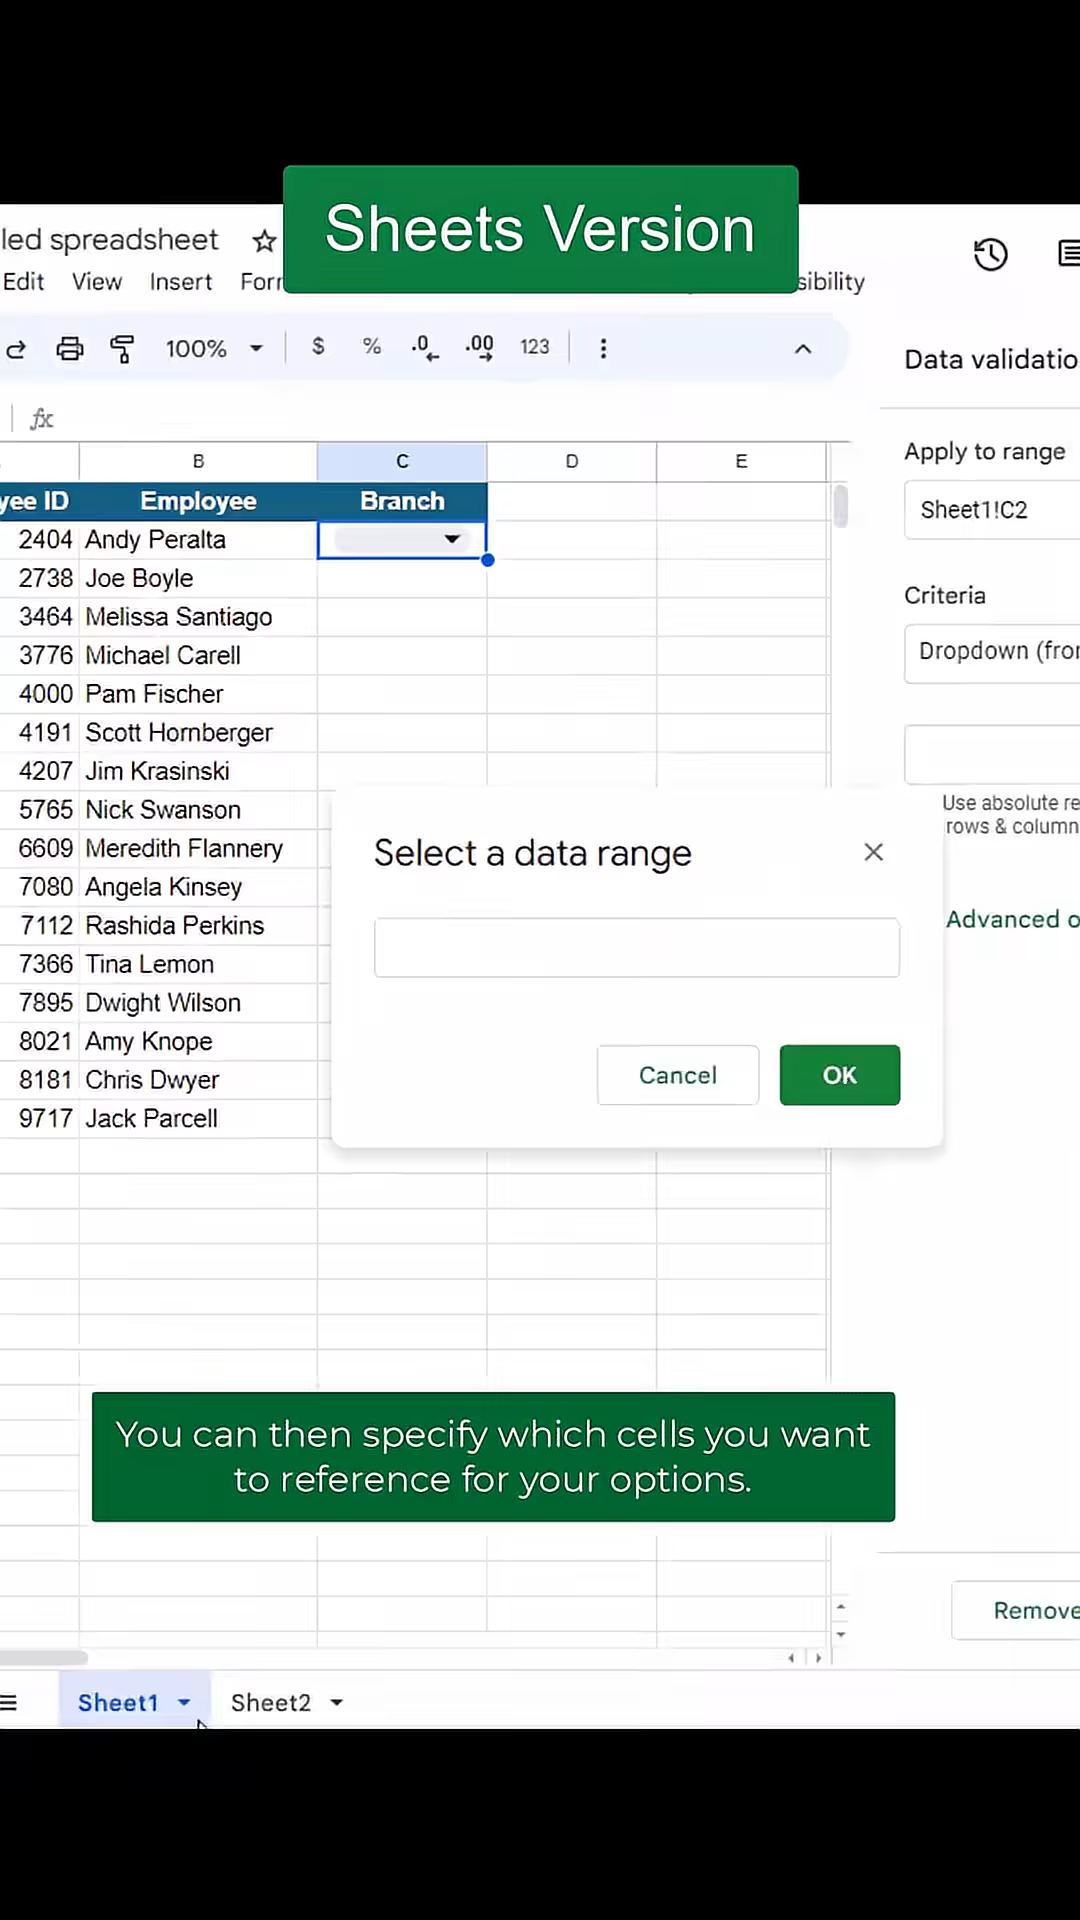 Sheets Version
led spreadsheet
Edit View Insert For sibility
100% $ % .0 .00 123
Data validatio
fx
Apply to range
B C D E
yee ID Employee Branch
Sheet1!C2
2404 Andy Peralta
2738 Joe Boyle
Criteria
3464 Melissa Santiago
3776 Michael Carell
Dropdown (fror
4000 Pam Fischer
4191 Scott Hornberger
4207 Jim Krasinski
5765 Nick Swanson
Use absolute re
rows & column
6609 Meredith Flannery
Select a data range
7080 Angela Kinsey
7112 Rashida Perkins
Advanced o
7366 Tina Lemon
7895 Dwight Wilson
8021 Amy Knope
8181 Chris Dwyer
Cancel OK
9717 Jack Parcell
You can then specify which cells you want
to reference for your options.
Remove
Sheet1 Sheet2